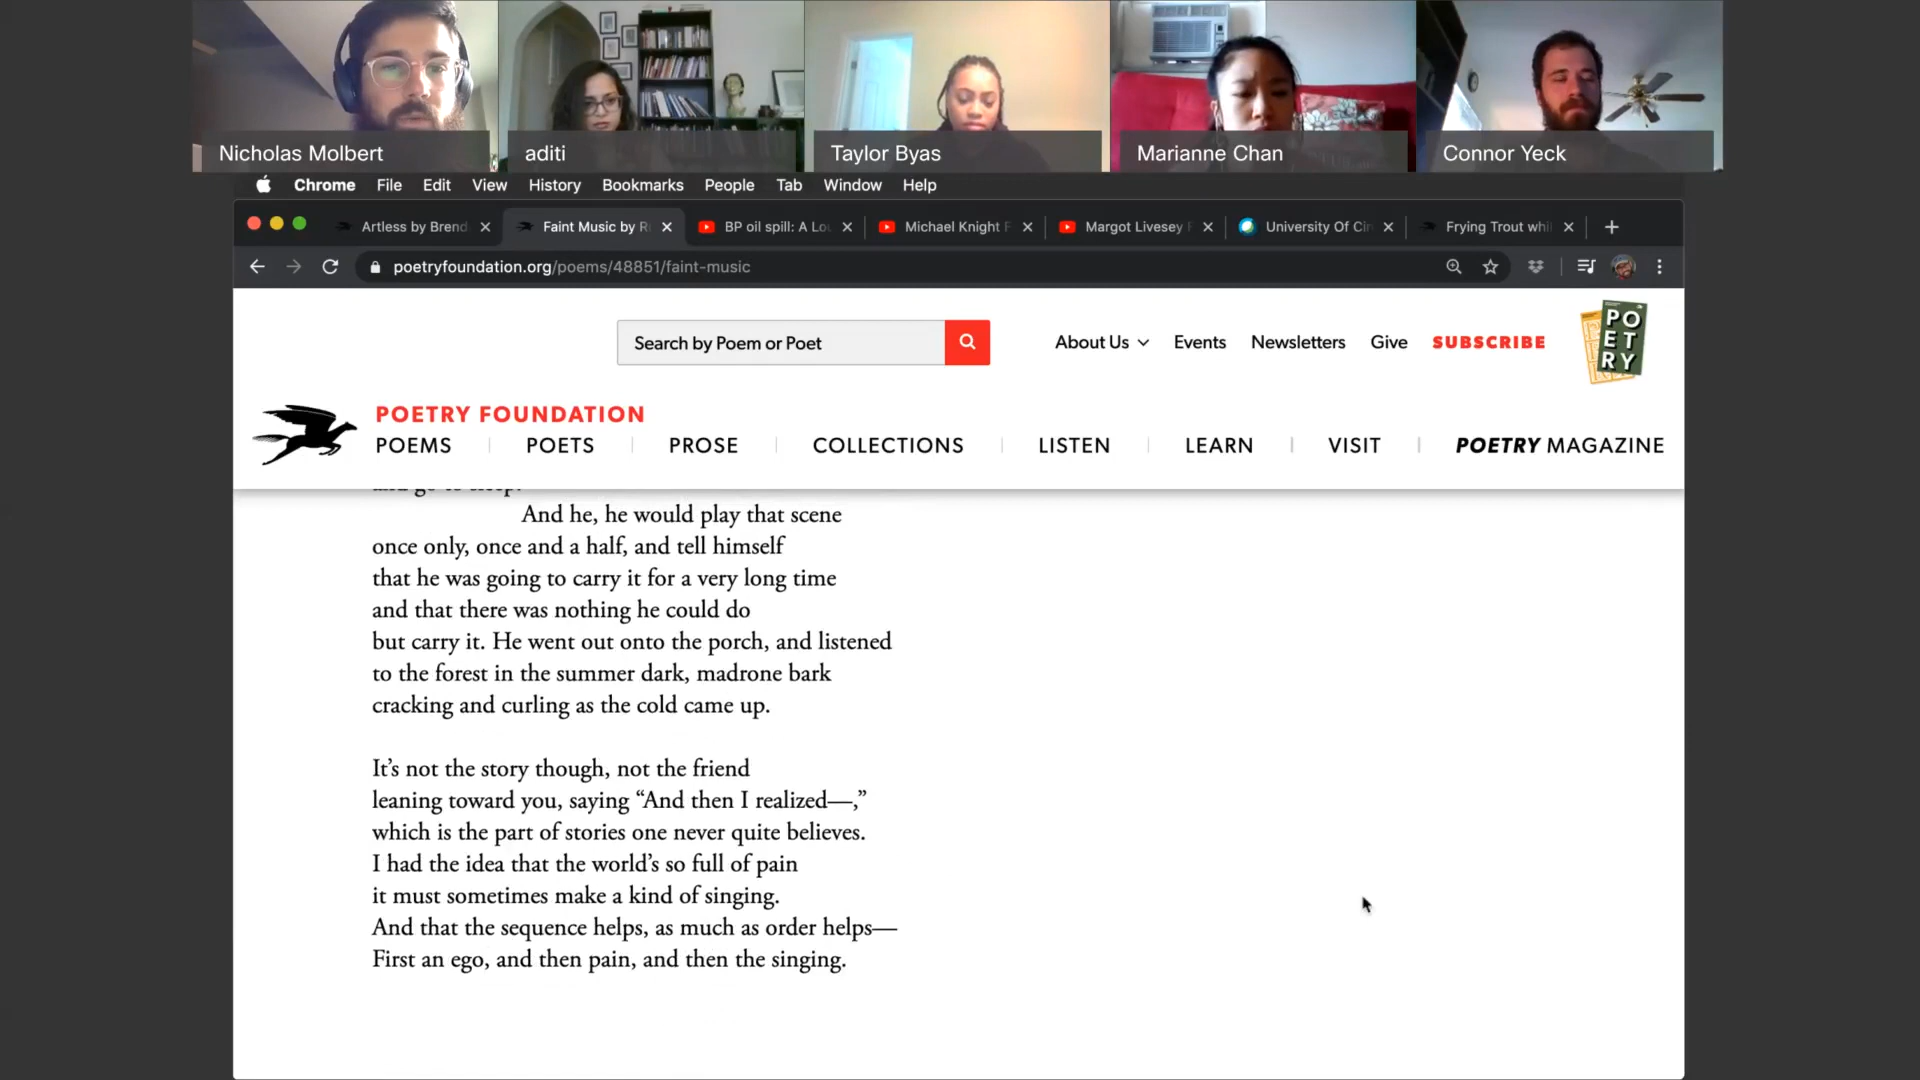 Nicholas Molbert
aditi
Taylor Byas
Marianne Chan
Connor Yeck
Chrome File Edit View History Bookmarks People Tab Window Help
Artless by Brend
Faint Music by R
BP oil spill: A Lo
Michael Knight F
Margot Livesey
University Of Cin
Frying Trout whi
poetryfoundation.org/poems/48851/faint-music
Search by Poem or Poet
About Us
Events
Newsletters
Give
SUBSCRIBE
POETRY
POETRY FOUNDATION
POEMS
POETS
PROSE
COLLECTIONS
LISTEN
LEARN
VISIT
POETRY MAGAZINE
And he, he would play that scene
once only, once and a half, and tell himself
that he was going to carry it for a very long time
and that there was nothing he could do
but carry it. He went out onto the porch, and listened
to the forest in the summer dark, madrone bark
cracking and curling as the cold came up.
It’s not the story though, not the friend
leaning toward you, saying “And then I realized—,”
which is the part of stories one never quite believes.
I had the idea that the world’s so full of pain
it must sometimes make a kind of singing.
And that the sequence helps, as much as order helps—
First an ego, and then pain, and then the singing.